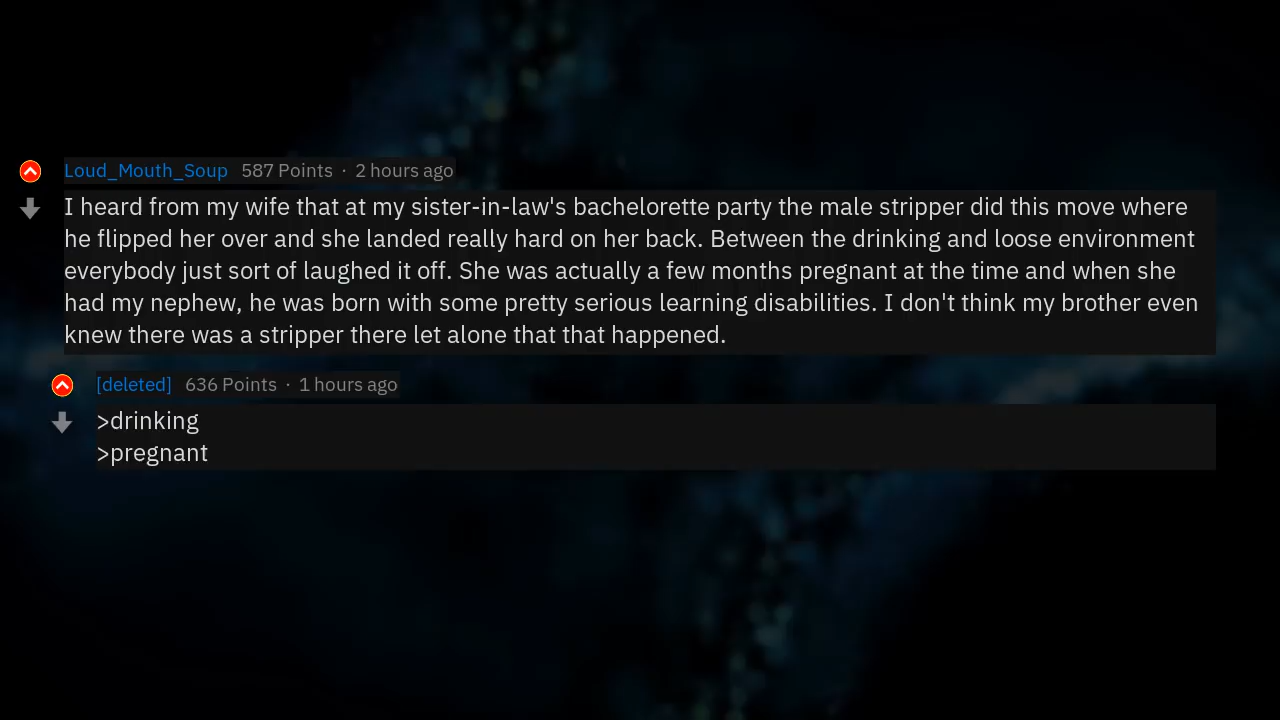 Loud_Mouth_Soup 587 Points · 2 hours ago
I heard from my wife that at my sister-in-law's bachelorette party the male stripper did this move where
he flipped her over and she landed really hard on her back. Between the drinking and loose environment
everybody just sort of laughed it off. She was actually a few months pregnant at the time and when she
had my nephew, he was born with some pretty serious learning disabilities. I don't think my brother even
knew there was a stripper there let alone that that happened.
[deleted] 636 Points · 1 hours ago
>drinking
>pregnant